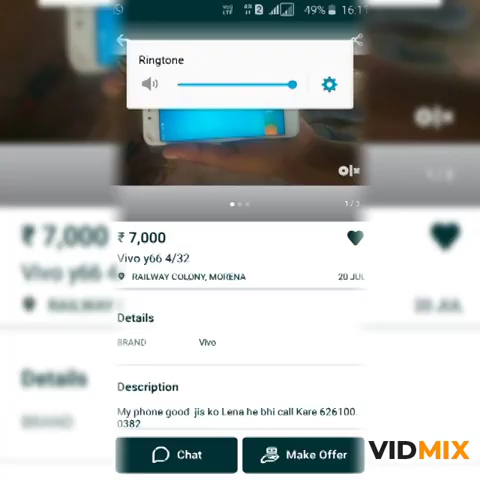 49% 16:11
Ringtone
olx
1/3
₹ 7,000
Vivo y66 4/32
RAILWAY COLONY, MORENA 20 JUL
Details
BRAND Vivo
Description
My phone good jis ko Lena he bhi call Kare 626100
0382
Chat Make Offer
VIDMIX